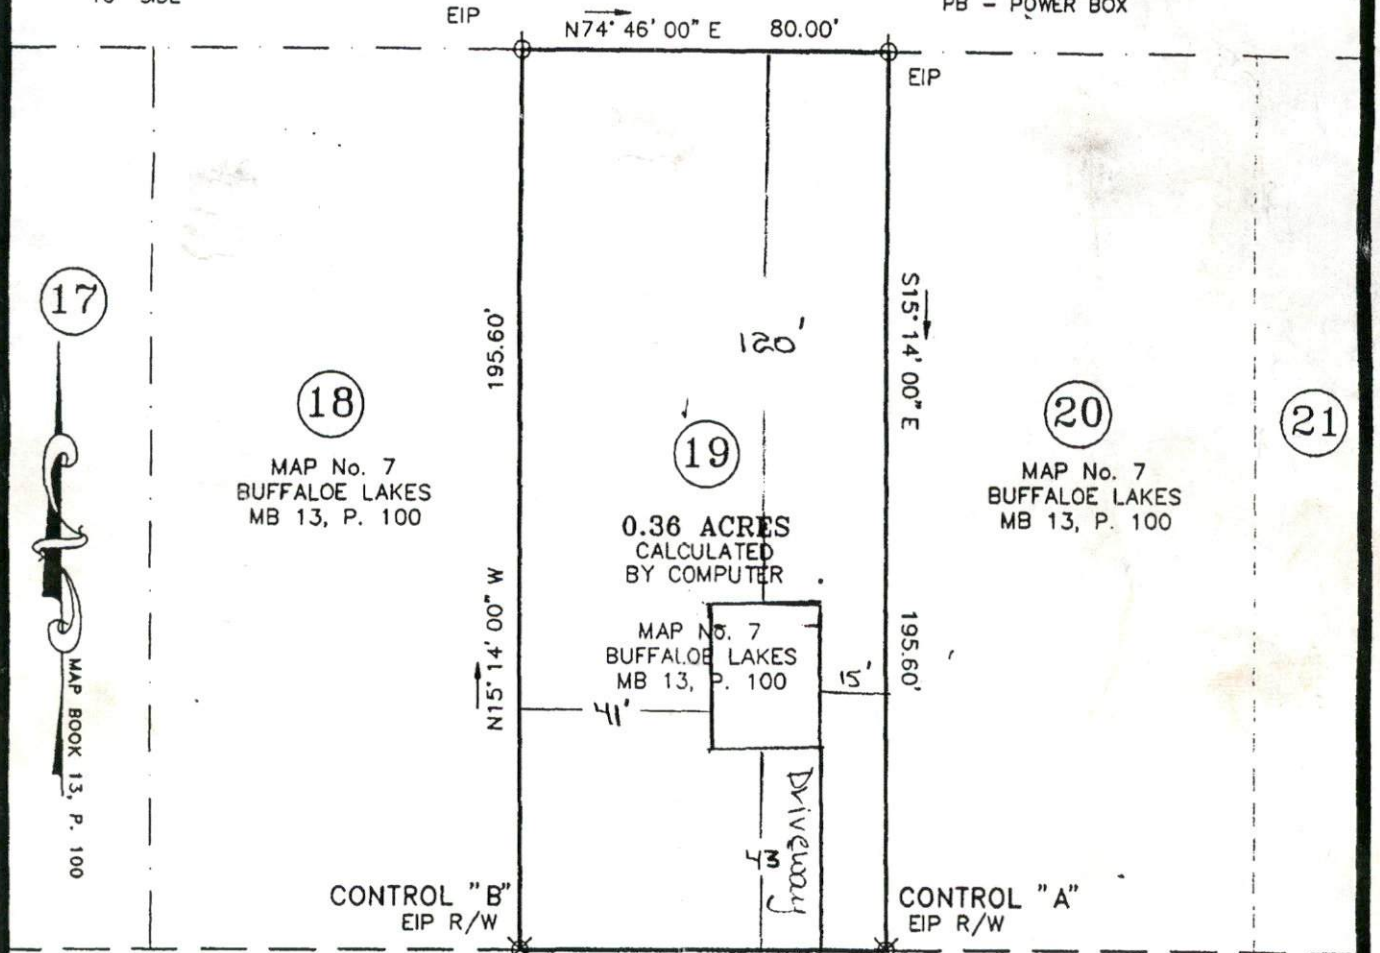 EIP
N74° 46' 00" E 80.00'
PB - POWER BOX
EIP
17
18
MAP No. 7
BUFFALOE LAKES
MB 13, P. 100
195.60'
N15° 14' 00" W
120'
19
0.36 ACRES
CALCULATED
BY COMPUTER
MAP No. 7
BUFFALOE LAKES
MB 13, P. 100
41'
15'
43
Driveway
S15° 14' 00" E
195.60'
20
MAP No. 7
BUFFALOE LAKES
MB 13, P. 100
21
MAP BOOK 13, P. 100
CONTROL "B"
EIP R/W
CONTROL "A"
EIP R/W